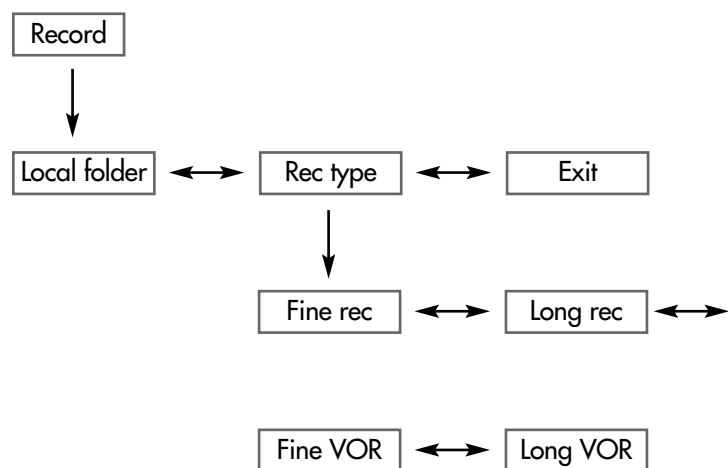 Record
Local folder
Rec type
Exit
Fine rec
Long rec
Fine VOR
Long VOR